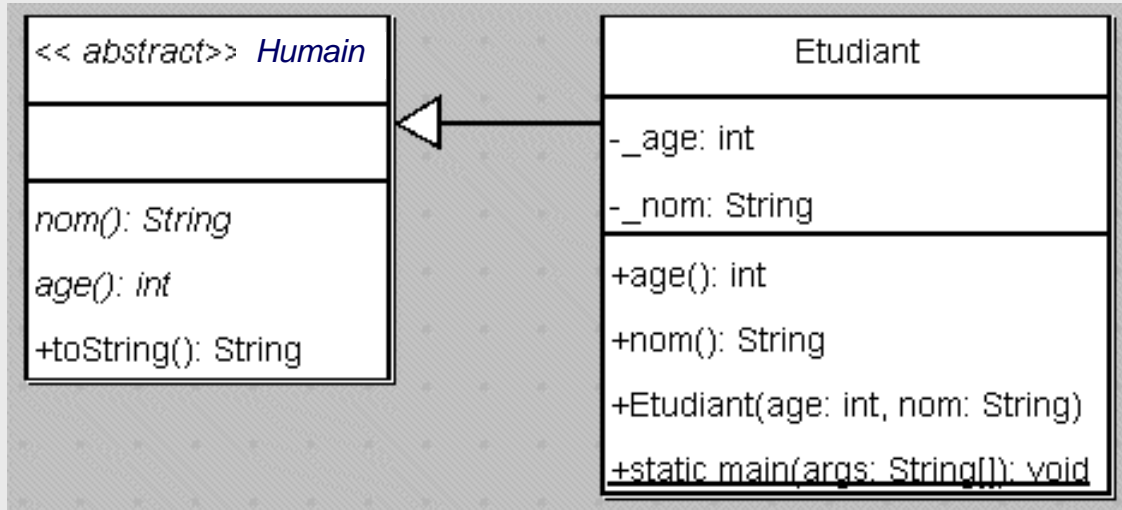 << abstract>> Humain
nom(): String
age(): int
+toString(): String
Etudiant
-_age: int
-_nom: String
+age(): int
+nom(): String
+Etudiant(age: int, nom: String)
+static main(args: String[]): void